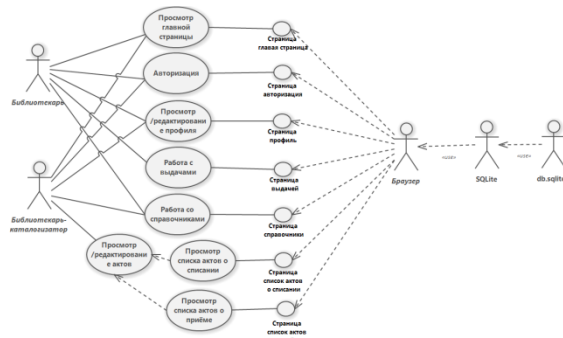 Просмотр
главной
страницы
Страница
главая страница
Библиотекарь
Авторизация
Страница
авторизация
Просмотр
/редактировани
е профиля
Страница
профиль
Браузер
«use»
SQLite
«use»
db.sqlite
Работа с
выдачами
Страница
выдачей
Библиотекарь-
каталогизатор
Работа со
справочниками
Страница
справочники
Просмотр
/редактировани
е актов
Просмотр
списка актов о
списании
Страница
список актов
о списании
Просмотр
списка актов о
приёме
Страница
список актов